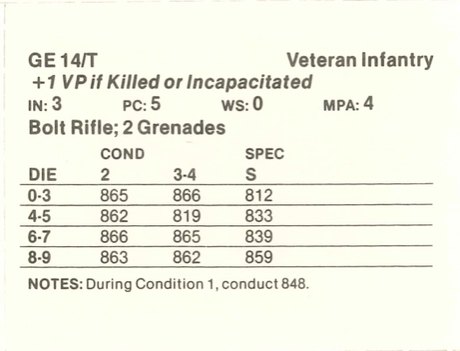 GE 14/T Veteran Infantry
+1 VP if Killed or Incapacitated
IN: 3 PC: 5 WS: 0 MPA: 4
Bolt Rifle; 2 Grenades
COND SPEC
DIE 2 3-4 S
0-3 865 866 812
4-5 862 819 833
6-7 866 865 839
8-9 863 862 859
NOTES: During Condition 1, conduct 848.